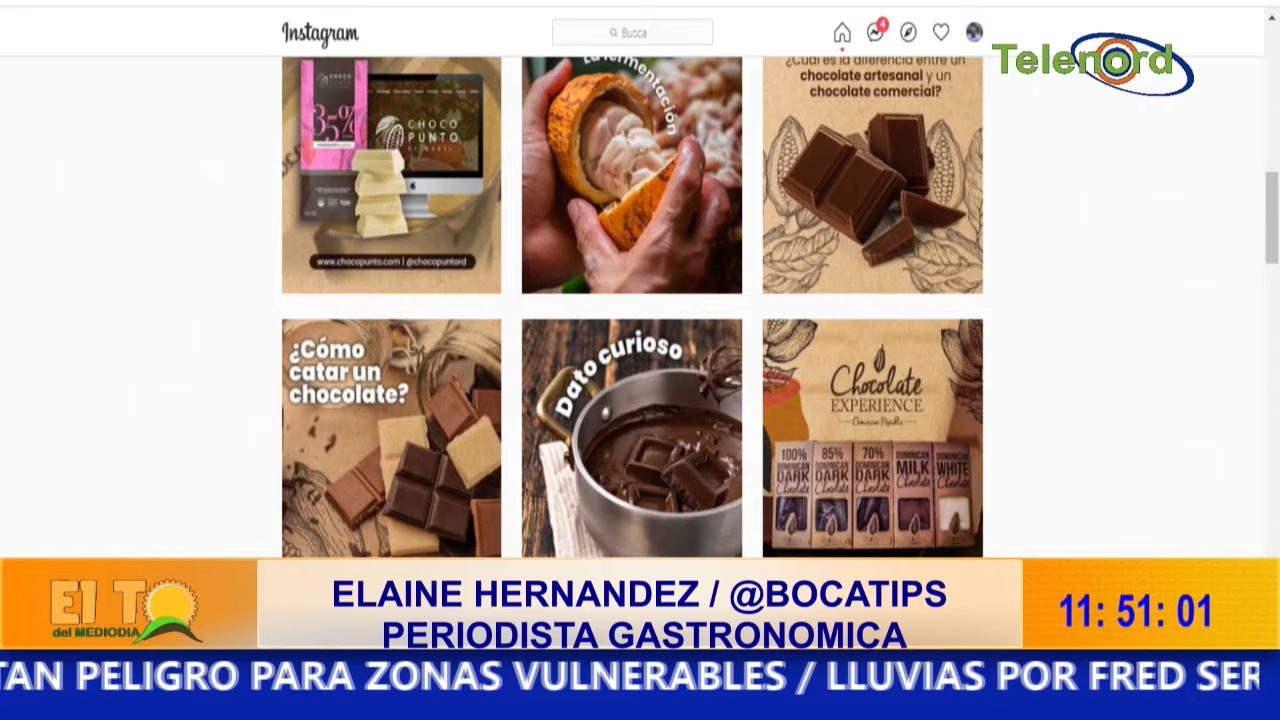 Instagram
Busca
4
Telenord
CHOCO
35%
CHOCO
PUNTO
www.chocopunto.com | @chocopuntord
La fermentación
¿Cuál es la diferencia entre un
chocolate artesanal y un
chocolate comercial?
¿Cómo
catar un
chocolate?
Dato curioso
Chocolate
EXPERIENCE
Dominican Republic
100%
DOMINICAN
DARK
Chocolate
85%
DOMINICAN
DARK
Chocolate
70%
DOMINICAN
DARK
Chocolate
DOMINICAN
MILK
Chocolate
DOMINICAN
WHITE
Chocolate
El T
del MEDIODIA
ELAINE HERNANDEZ / @BOCATIPS
PERIODISTA GASTRONOMICA
11: 51: 01
TAN PELIGRO PARA ZONAS VULNERABLES / LLUVIAS POR FRED SER